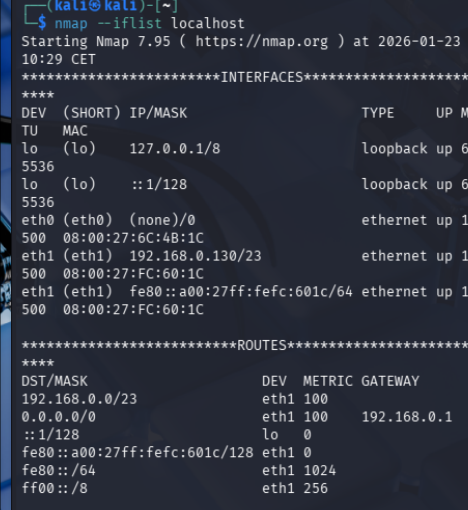 ┌──(kali㉿kali)-[~]
└─$ nmap --iflist localhost
Starting Nmap 7.95 ( https://nmap.org ) at 2026-01-23
10:29 CET
************************INTERFACES***********************
****
DEV  (SHORT) IP/MASK                     TYPE     UP M
TU   MAC
lo   (lo)    127.0.0.1/8                 loopback up 6
5536
lo   (lo)    ::1/128                     loopback up 6
5536
eth0 (eth0)  (none)/0                    ethernet up 1
500  08:00:27:6C:4B:1C
eth1 (eth1)  192.168.0.130/23            ethernet up 1
500  08:00:27:FC:60:1C
eth1 (eth1)  fe80::a00:27ff:fefc:601c/64 ethernet up 1
500  08:00:27:FC:60:1C
**************************ROUTES*************************
****
DST/MASK                     DEV  METRIC GATEWAY
192.168.0.0/23               eth1 100
0.0.0.0/0                    eth1 100    192.168.0.1
::1/128                      lo   0
fe80::a00:27ff:fefc:601c/128 eth1 0
fe80::/64                    eth1 1024
ff00::/8                     eth1 256